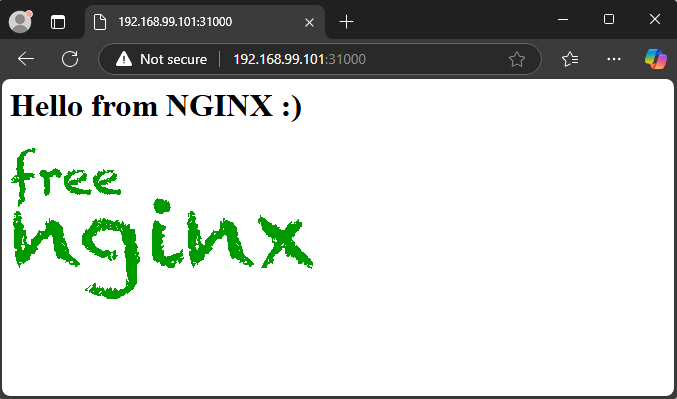 192.168.99.101:31000
Not secure
192.168.99.101:31000
Hello from NGINX :)
free
nginx